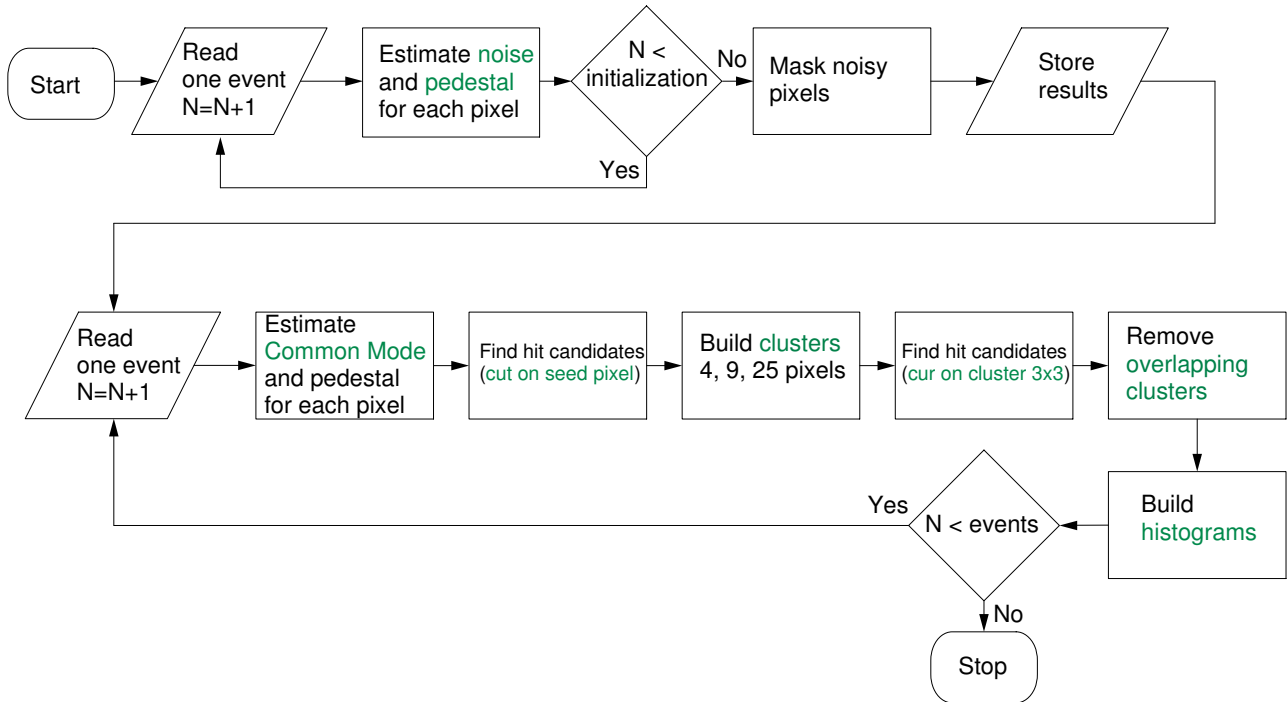 Start
Read
one event
N=N+1
Estimate noise
and pedestal
for each pixel
N <
initialization
No
Yes
Mask noisy
pixels
Store
results
Read
one event
N=N+1
Estimate
Common Mode
and pedestal
for each pixel
Find hit candidates
(cut on seed pixel)
Build clusters
4, 9, 25 pixels
Find hit candidates
(cur on cluster 3x3)
Remove
overlapping
clusters
Build
histograms
N < events
Yes
No
Stop